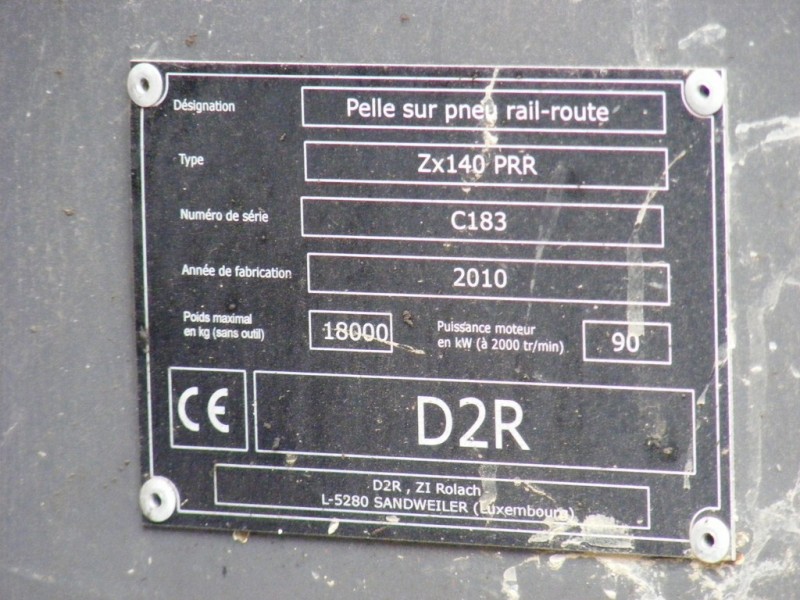 Désignation Pelle sur pneu rail-route
Type Zx140 PRR
Numéro de série C183
Année de fabrication 2010
Poids maximal
en kg (sans outil) 18000
Puissance moteur
en kW (à 2000 tr/min) 90
CE D2R
D2R , ZI Rolach
L-5280 SANDWEILER (Luxembourg)